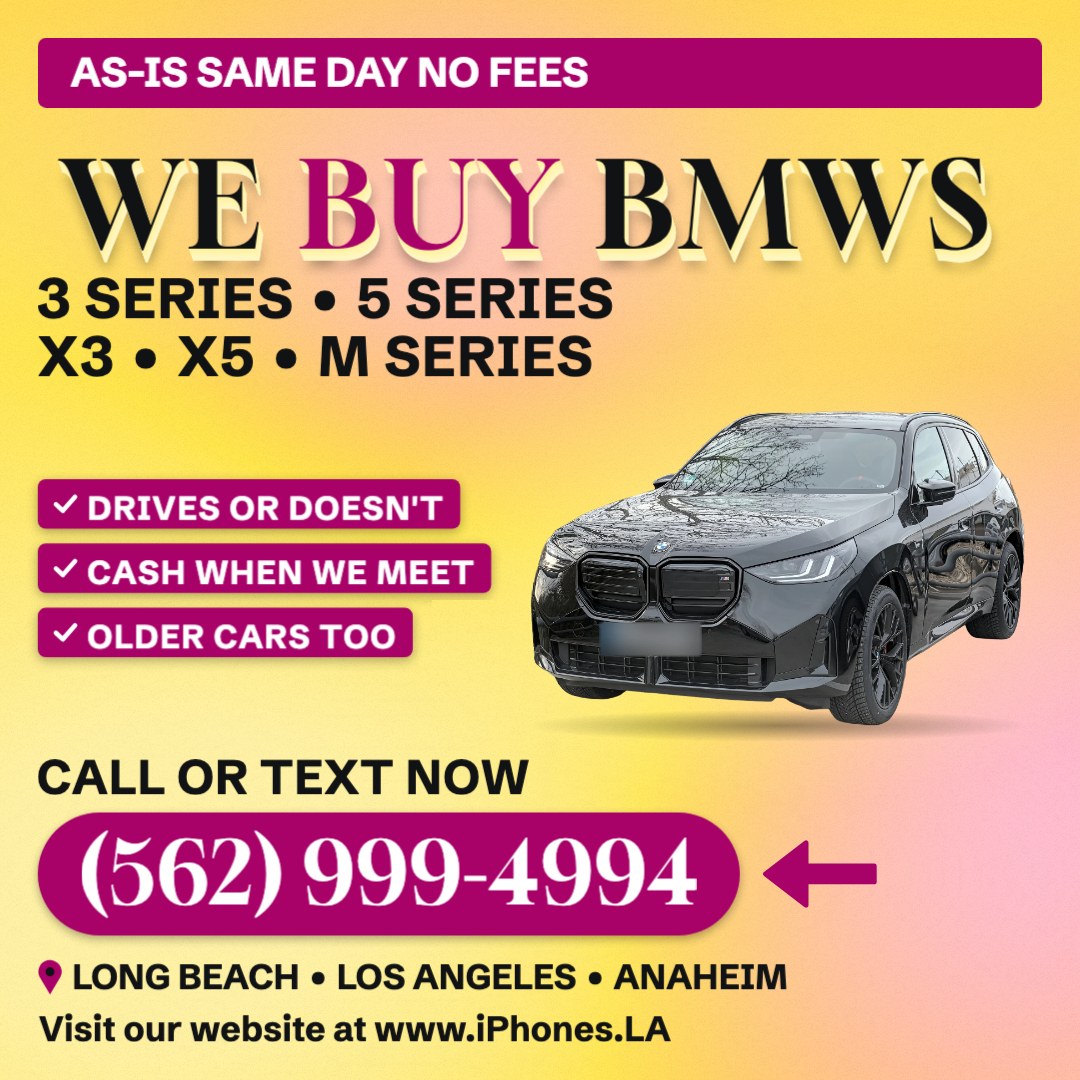 AS-IS SAME DAY NO FEES
WE BUY BMWS
3 SERIES • 5 SERIES
X3 • X5 • M SERIES
DRIVES OR DOESN'T
CASH WHEN WE MEET
OLDER CARS TOO
CALL OR TEXT NOW
(562) 999-4994
LONG BEACH • LOS ANGELES • ANAHEIM
Visit our website at www.iPhones.LA